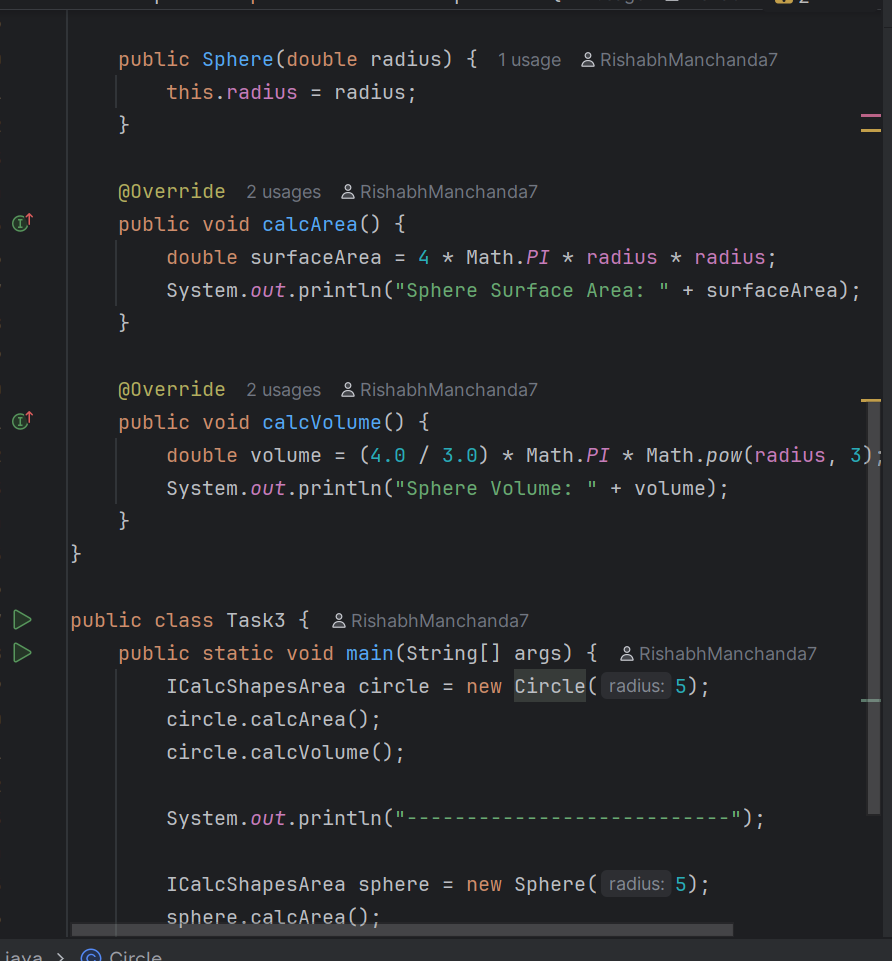 public Sphere(double radius) { 1 usage RishabhManchanda7
this.radius = radius;
}
@Override 2 usages RishabhManchanda7
public void calcArea() {
double surfaceArea = 4 * Math.PI * radius * radius;
System.out.println("Sphere Surface Area: " + surfaceArea);
}
@Override 2 usages RishabhManchanda7
public void calcVolume() {
double volume = (4.0 / 3.0) * Math.PI * Math.pow(radius, 3);
System.out.println("Sphere Volume: " + volume);
}
}
public class Task3 { RishabhManchanda7
public static void main(String[] args) { RishabhManchanda7
ICalcShapesArea circle = new Circle( radius: 5);
circle.calcArea();
circle.calcVolume();
System.out.println("---------------------------");
ICalcShapesArea sphere = new Sphere( radius: 5);
sphere.calcArea();
java > Circle